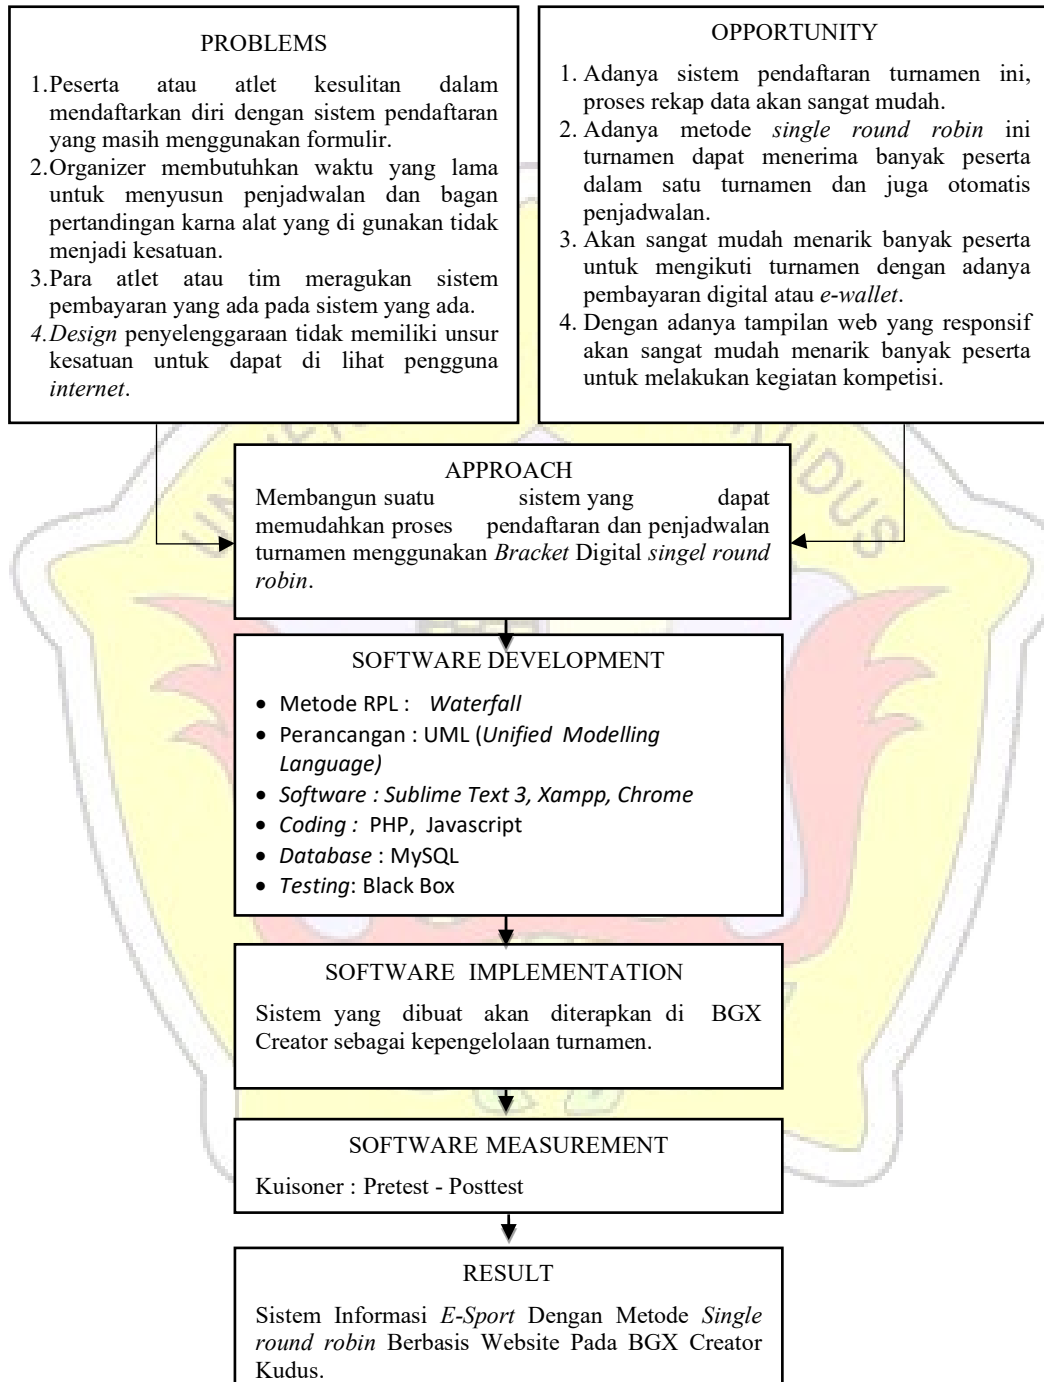 PROBLEMS
1.Peserta atau atlet kesulitan dalam
mendaftarkan diri dengan sistem pendaftaran
yang masih menggunakan formulir.
2.Organizer membutuhkan waktu yang lama
untuk menyusun penjadwalan dan bagan
pertandingan karna alat yang di gunakan tidak
menjadi kesatuan.
3.Para atlet atau tim meragukan sistem
pembayaran yang ada pada sistem yang ada.
4.Design penyelenggaraan tidak memiliki unsur
kesatuan untuk dapat di lihat pengguna
internet.
OPPORTUNITY
1. Adanya sistem pendaftaran turnamen ini,
proses rekap data akan sangat mudah.
2. Adanya metode single round robin ini
turnamen dapat menerima banyak peserta
dalam satu turnamen dan juga otomatis
penjadwalan.
3. Akan sangat mudah menarik banyak peserta
untuk mengikuti turnamen dengan adanya
pembayaran digital atau e-wallet.
4. Dengan adanya tampilan web yang responsif
akan sangat mudah menarik banyak peserta
untuk melakukan kegiatan kompetisi.
APPROACH
Membangun suatu sistem yang dapat
memudahkan proses pendaftaran dan penjadwalan
turnamen menggunakan Bracket Digital singel round
robin.
KUDUS
SOFTWARE DEVELOPMENT
• Metode RPL : Waterfall
• Perancangan : UML (Unified Modelling
Language)
• Software : Sublime Text 3, Xampp, Chrome
• Coding : PHP, Javascript
• Database : MySQL
• Testing: Black Box
SOFTWARE IMPLEMENTATION
Sistem yang dibuat akan diterapkan di BGX
Creator sebagai kepengelolaan turnamen.
SOFTWARE MEASUREMENT
Kuisoner : Pretest - Posttest
RESULT
Sistem Informasi E-Sport Dengan Metode Single
round robin Berbasis Website Pada BGX Creator
Kudus.